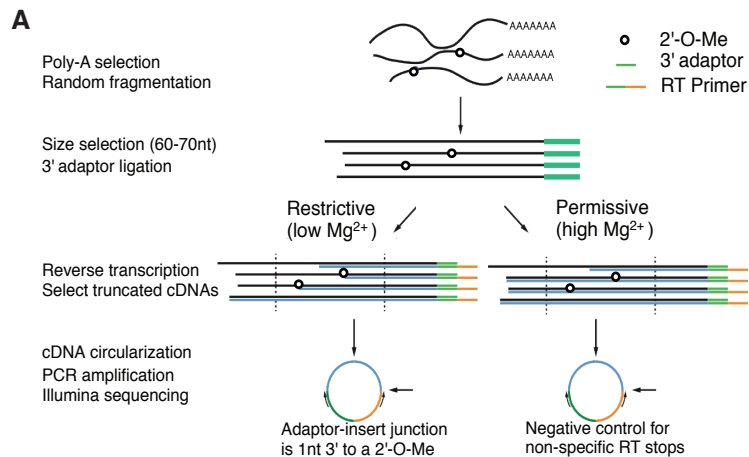 A
AAAAAAA
AAAAAAA
AAAAAAA
2'-O-Me
3' adaptor
RT Primer
Poly-A selection
Random fragmentation
Size selection (60-70nt)
3' adaptor ligation
Restrictive
(low Mg²⁺)
Permissive
(high Mg²⁺)
Reverse transcription
Select truncated cDNAs
cDNA circularization
PCR amplification
Illumina sequencing
Adaptor-insert junction
is 1nt 3' to a 2'-O-Me
Negative control for
non-specific RT stops